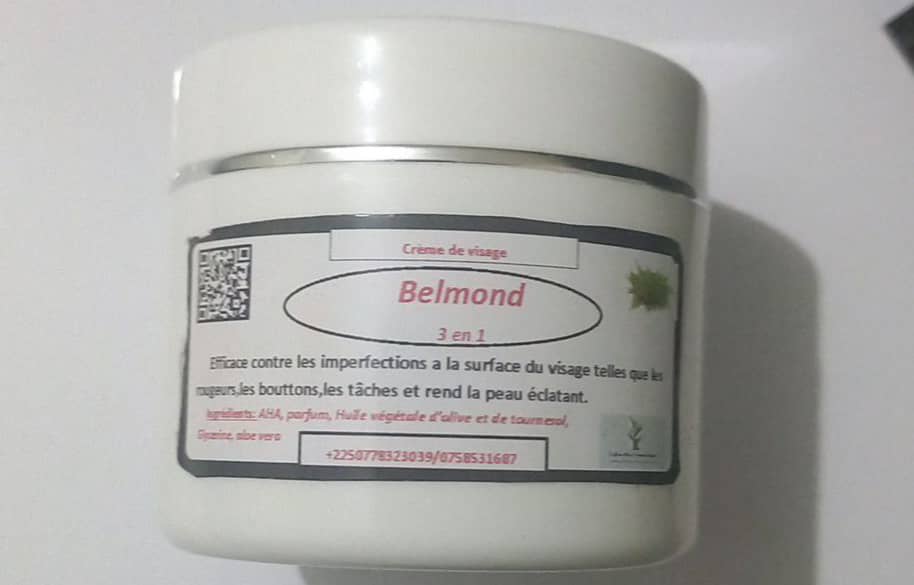 Crème de visage
Belmond
3 en 1
Efficace contre les imperfections a la surface du visage telles que les
rougeurs,les bouttons,les tâches et rend la peau éclatant.
Ingrédients: AHA, parfum, Huile végétale d'olive et de tournesol,
Glycérine, aloe vera
+2250778323039/0758531687